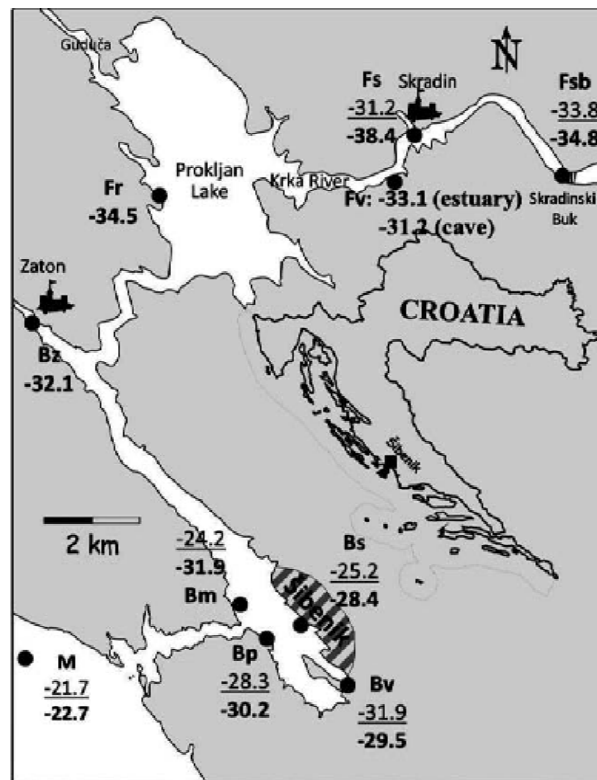 Gudúča
N
Fs
Skradin
Fsb
-31.2
-38.4
-33.8
-34.8
Prokljan
Lake
Krka River
Fr
-34.5
Fv: -33.1 (estuary)
-31.2 (cave)
Skradinski
Buk
Zaton
CROATIA
Bz
-32.1
Šibenik
2 km
-24.2
-31.9
Bs
-25.2
-28.4
Bm
Šibenik
M
-21.7
-22.7
Bp
-28.3
-30.2
Bv
-31.9
-29.5